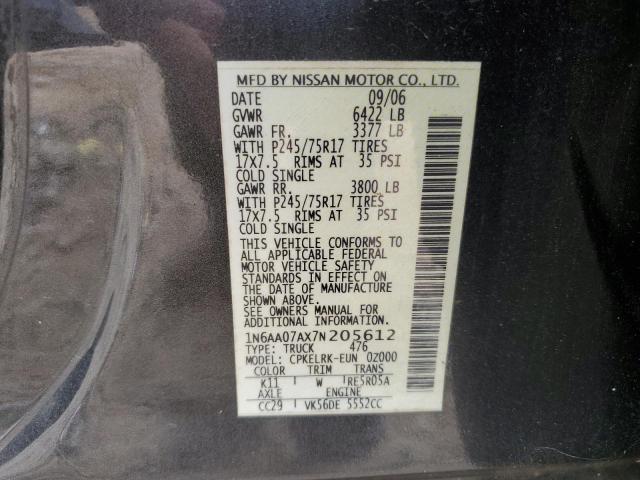 MFD BY NISSAN MOTOR CO., LTD.
DATE 09/06
GVWR 6422 LB
GAWR FR. 3377 LB
WITH P245/75R17 TIRES
17X7.5 RIMS AT 35 PSI
COLD SINGLE
GAWR RR. 3800 LB
WITH P245/75R17 TIRES
17X7.5 RIMS AT 35 PSI
COLD SINGLE
THIS VEHICLE CONFORMS TO
ALL APPLICABLE FEDERAL
MOTOR VEHICLE SAFETY
STANDARDS IN EFFECT ON
THE DATE OF MANUFACTURE
SHOWN ABOVE.
SEE OWNERS MANUAL FOR
ADDITIONAL INFORMATION
1N6AA07AX7N205612
TYPE: TRUCK 476
MODEL: CPKELRK-EUN 0Z000
COLOR TRIM TRANS
K11 W RE5R05A
AXLE ENGINE
CC29 VK56DE 5552CC